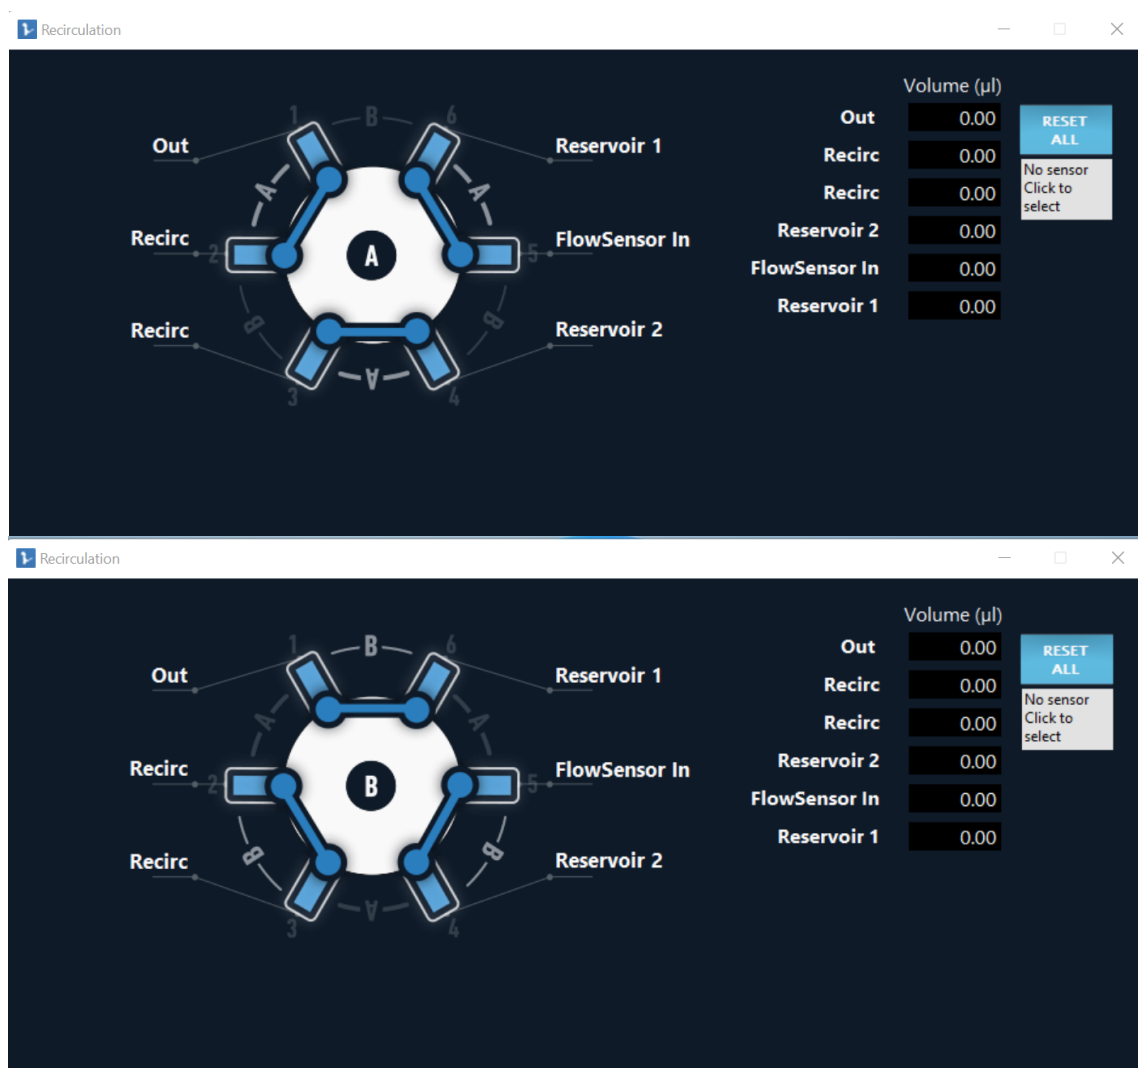 Recirculation
Volume (µl)
1 B 6
Out Reservoir 1 Out 0.00 RESET ALL
A A Recirc 0.00
No sensor Click to select
Recirc 0.00
Recirc 2 A 5 FlowSensor In Reservoir 2 0.00
FlowSensor In 0.00
B B Reservoir 1 0.00
Recirc Reservoir 2
A
3 4
Recirculation
Volume (µl)
1 B 6
Out Reservoir 1 Out 0.00 RESET ALL
A A Recirc 0.00
No sensor Click to select
Recirc 0.00
Recirc 2 B 5 FlowSensor In Reservoir 2 0.00
FlowSensor In 0.00
B B Reservoir 1 0.00
Recirc Reservoir 2
A
3 4